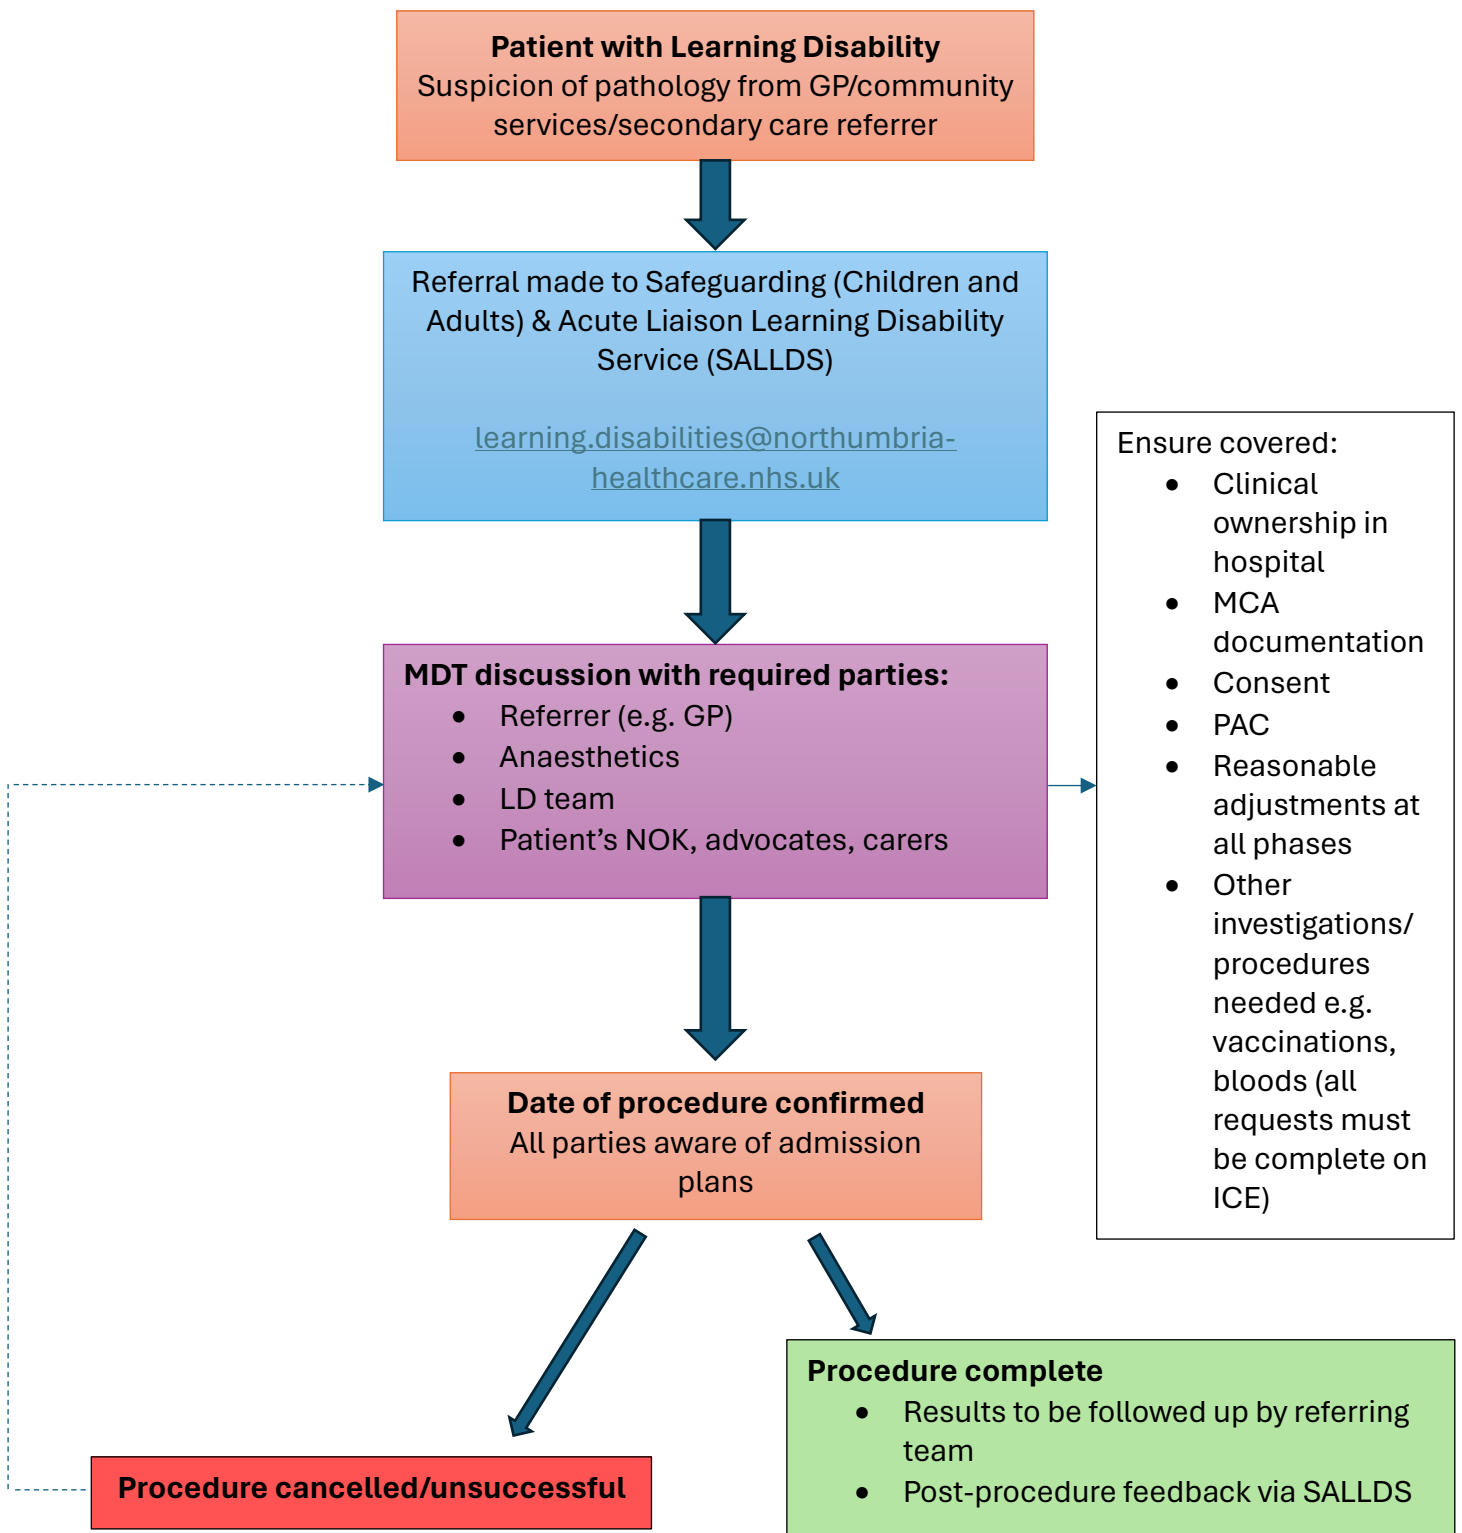 Patient with Learning Disability
Suspicion of pathology from GP/community
services/secondary care referrer
Referral made to Safeguarding (Children and
Adults) & Acute Liaison Learning Disability
Service (SALLDS)
learning.disabilities@northumbria-
healthcare.nhs.uk
MDT discussion with required parties:
• Referrer (e.g. GP)
• Anaesthetics
• LD team
• Patient’s NOK, advocates, carers
Ensure covered:
• Clinical
ownership in
hospital
• MCA
documentation
• Consent
• PAC
• Reasonable
adjustments at
all phases
• Other
investigations/
procedures
needed e.g.
vaccinations,
bloods (all
requests must
be complete on
ICE)
Date of procedure confirmed
All parties aware of admission
plans
Procedure cancelled/unsuccessful
Procedure complete
• Results to be followed up by referring
team
• Post-procedure feedback via SALLDS